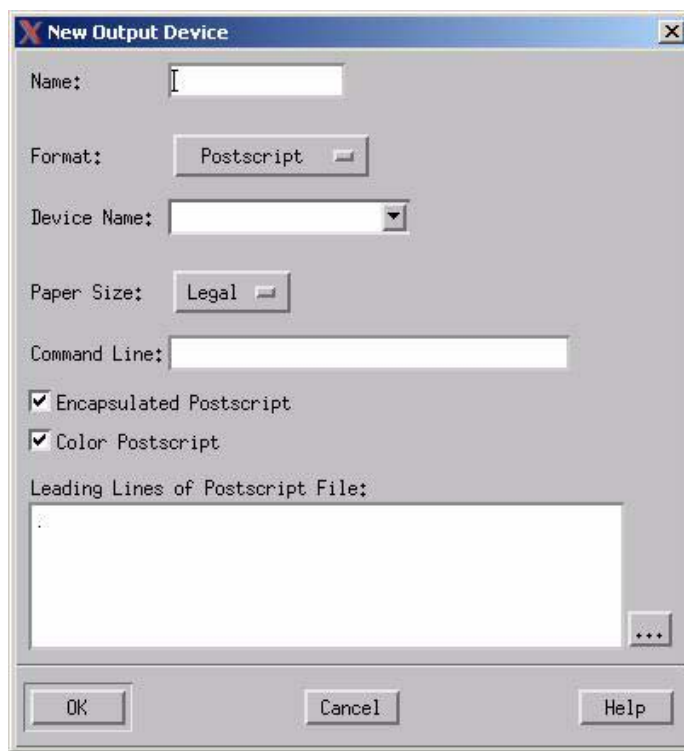 New Output Device
Name:
Format: Postscript
Device Name:
Paper Size: Legal
Command Line:
Encapsulated Postscript
Color Postscript
Leading Lines of Postscript File:
.
...
OK Cancel Help